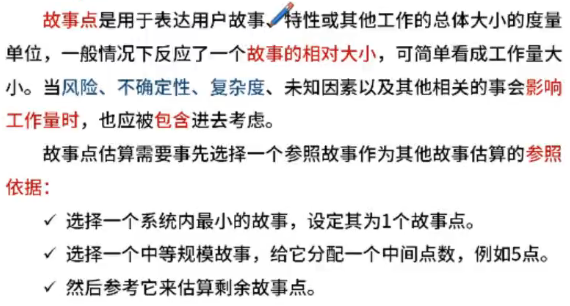 故事点是用于表达用户故事、特性或其他工作的总体大小的度量
单位，一般情况下反应了一个故事的相对大小，可简单看成工作量大
小。当风险、不确定性、复杂度、未知因素以及其他相关的事会影响
工作量时，也应被包含进去考虑。
故事点估算需要事先选择一个参照故事作为其他故事估算的参照
依据：
✓ 选择一个系统内最小的故事，设定其为1个故事点。
✓ 选择一个中等规模故事，给它分配一个中间点数，例如5点。
✓ 然后参考它来估算剩余故事点。